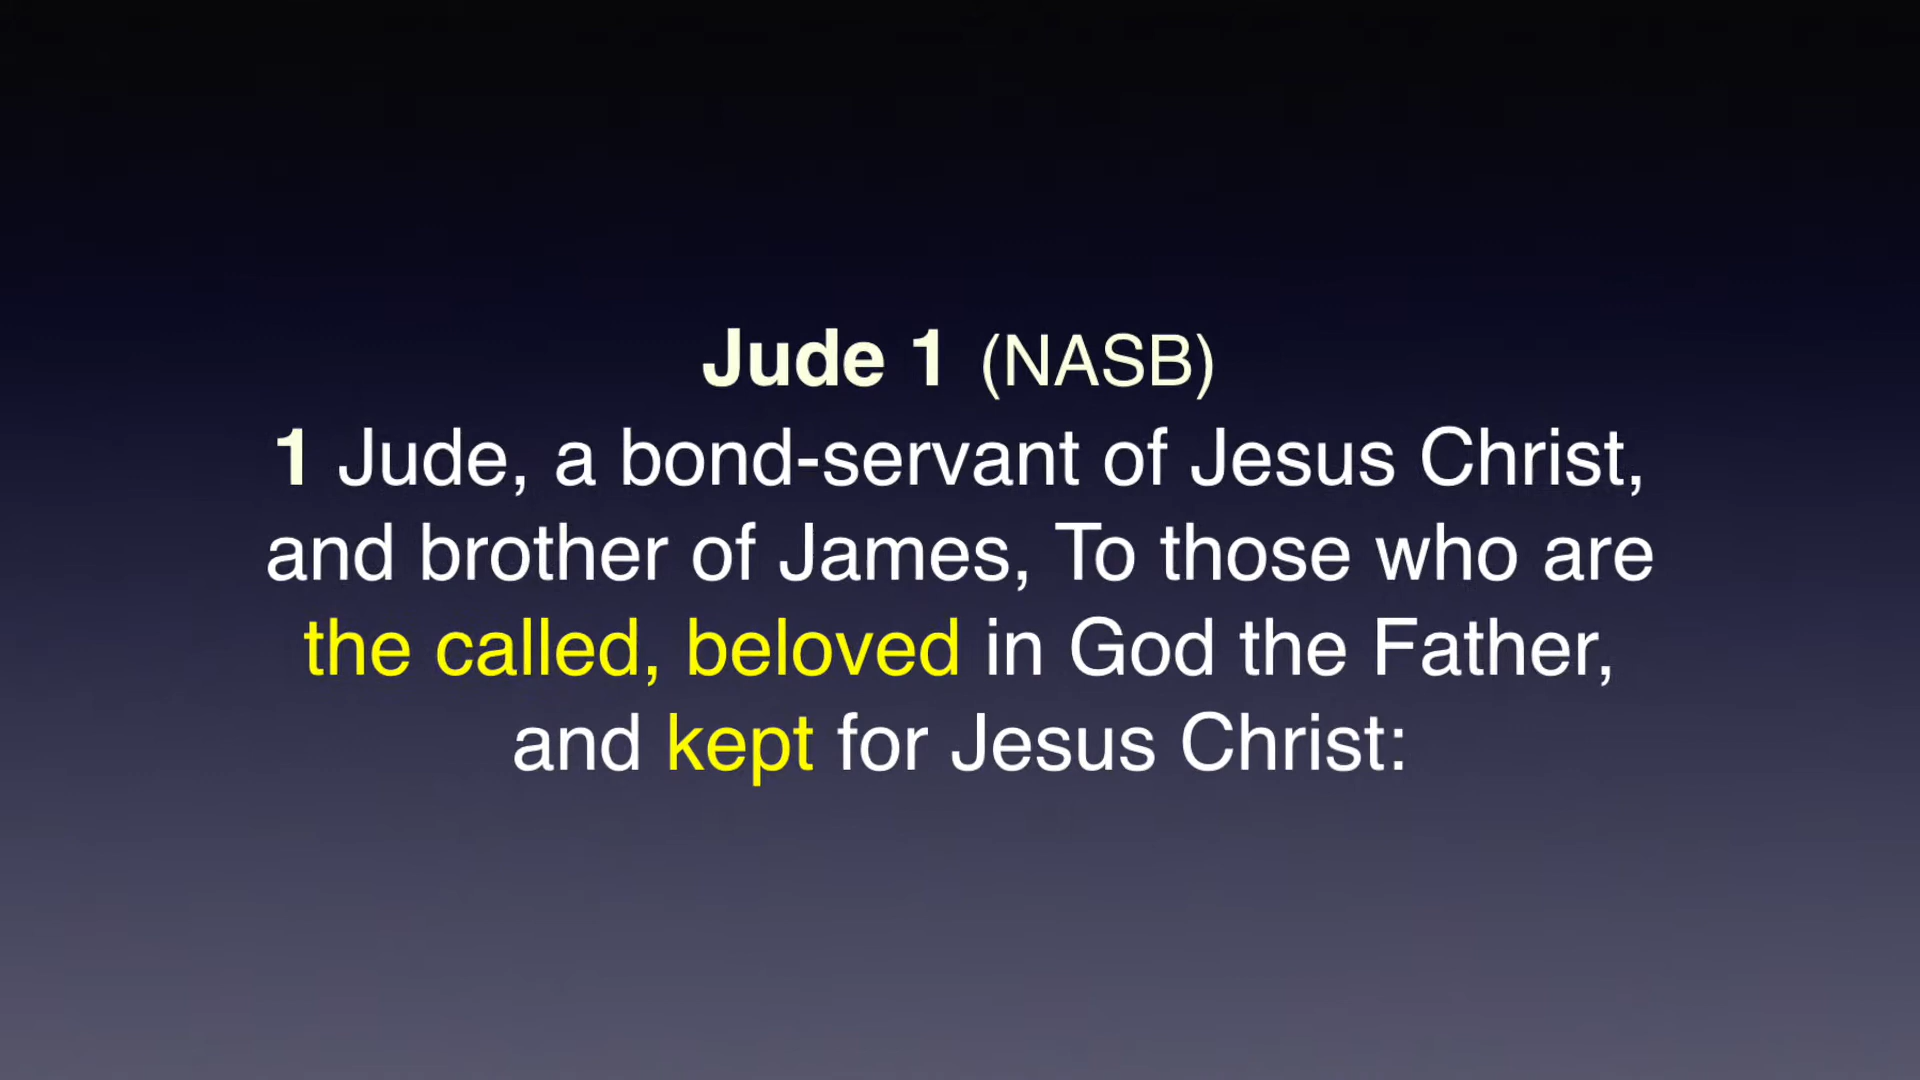 Jude 1 (NASB)
1 Jude, a bond-servant of Jesus Christ,
and brother of James, To those who are
the called, beloved in God the Father,
and kept for Jesus Christ: